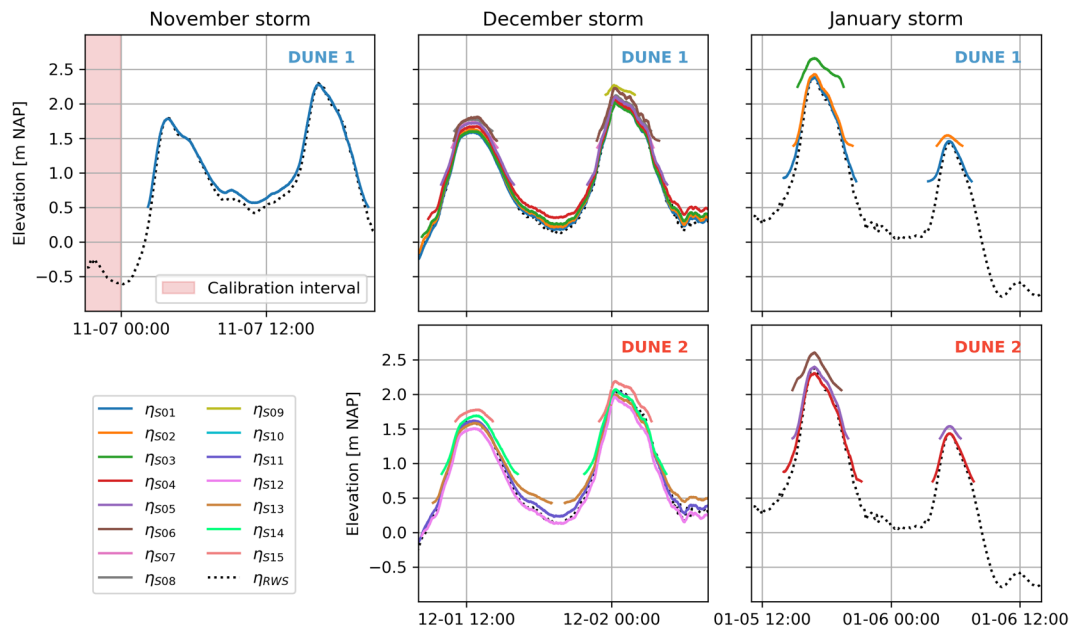 November storm
December storm
January storm
DUNE 1
DUNE 1
DUNE 1
Elevation [m NAP]
2.5
2.0
1.5
1.0
0.5
0.0
−0.5
Calibration interval
11-07 00:00
11-07 12:00
DUNE 2
DUNE 2
Elevation [m NAP]
2.5
2.0
1.5
1.0
0.5
0.0
−0.5
12-01 12:00
12-02 00:00
01-05 12:00
01-06 00:00
01-06 12:00
ηS01
ηS02
ηS03
ηS04
ηS05
ηS06
ηS07
ηS08
ηS09
ηS10
ηS11
ηS12
ηS13
ηS14
ηS15
ηRWS